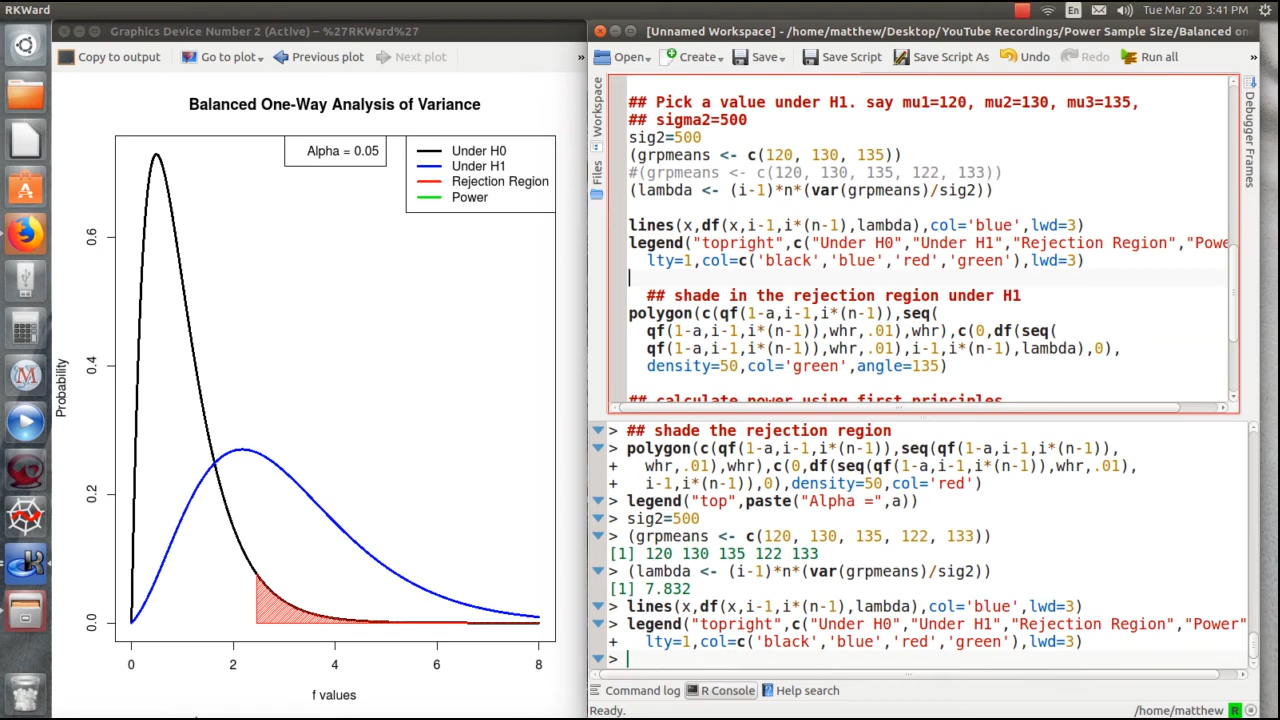 RKWard
En
Tue Mar 20 3:41 PM
Graphics Device Number 2 (Active) – %27RKWard%27
[Unnamed Workspace] - /home/matthew/Desktop/YouTube Recordings/Power Sample Size/Balanced on
Copy to output
Go to plot
Previous plot
Next plot
»
Open
Create
Save
Save Script
Save Script As
Undo
Redo
Run all
»
Balanced One-Way Analysis of Variance
Alpha = 0.05
Under H0
Under H1
Rejection Region
Power
Probability
0.0
0.2
0.4
0.6
0
2
4
6
8
f values
Workspace
Files
Debugger Frames
## Pick a value under H1. say mu1=120, mu2=130, mu3=135,
## sigma2=500
sig2=500
(grpmeans <- c(120, 130, 135))
#(grpmeans <- c(120, 130, 135, 122, 133))
(lambda <- (i-1)*n*(var(grpmeans)/sig2))
lines(x,df(x,i-1,i*(n-1),lambda),col='blue',lwd=3)
legend("topright",c("Under H0","Under H1","Rejection Region","Powe
lty=1,col=c('black','blue','red','green'),lwd=3)
## shade in the rejection region under H1
polygon(c(qf(1-a,i-1,i*(n-1)),seq(
qf(1-a,i-1,i*(n-1)),whr,.01),whr),c(0,df(seq(
qf(1-a,i-1,i*(n-1)),whr,.01),i-1,i*(n-1),lambda),0),
density=50,col='green',angle=135)
## calculate power using first principles
> ## shade the rejection region
> polygon(c(qf(1-a,i-1,i*(n-1)),seq(qf(1-a,i-1,i*(n-1)),
+ whr,.01),whr),c(0,df(seq(qf(1-a,i-1,i*(n-1)),whr,.01),
+ i-1,i*(n-1)),0),density=50,col='red')
> legend("top",paste("Alpha =",a))
> sig2=500
> (grpmeans <- c(120, 130, 135, 122, 133))
[1] 120 130 135 122 133
> (lambda <- (i-1)*n*(var(grpmeans)/sig2))
[1] 7.832
> lines(x,df(x,i-1,i*(n-1),lambda),col='blue',lwd=3)
> legend("topright",c("Under H0","Under H1","Rejection Region","Power"
+ lty=1,col=c('black','blue','red','green'),lwd=3)
>
Command log
R Console
Help search
Ready.
/home/matthew
R